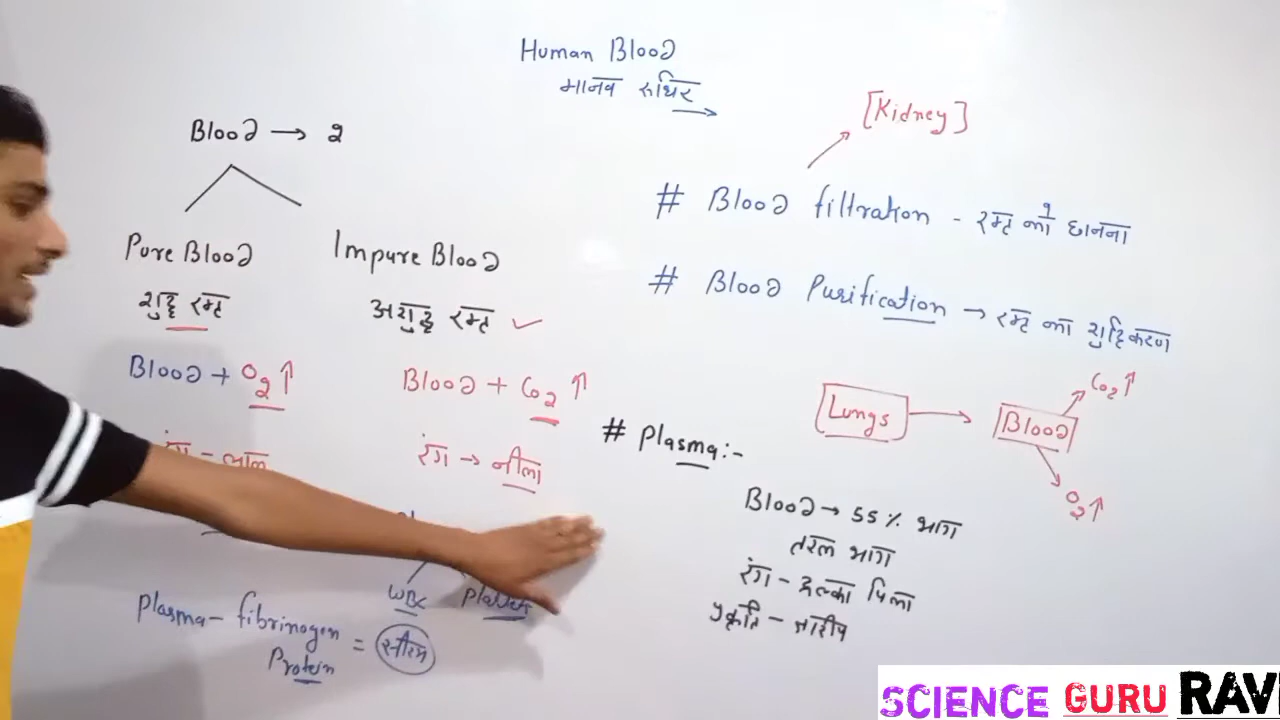 Human Blood
मानव रुधिर
Blood → 2
Pure Blood
शुद्ध रक्त
Blood + O2 ↑
रंग - लाल
Impure Blood
अशुद्ध रक्त ✓
Blood + Co2 ↑
रंग → नीला
WBC
Plasma - fibrinogen
Protein = सीरम
[Kidney]
# Blood filtration - रक्त को छानना
# Blood Purification → रक्त का शुद्धिकरण
Lungs → Blood
Co2 ↑
O2 ↑
# Plasma:-
Blood → 55% भाग
तरल भाग
रंग - हल्का पिला
प्रकृति - क्षारीय
SCIENCE GURU RAVI